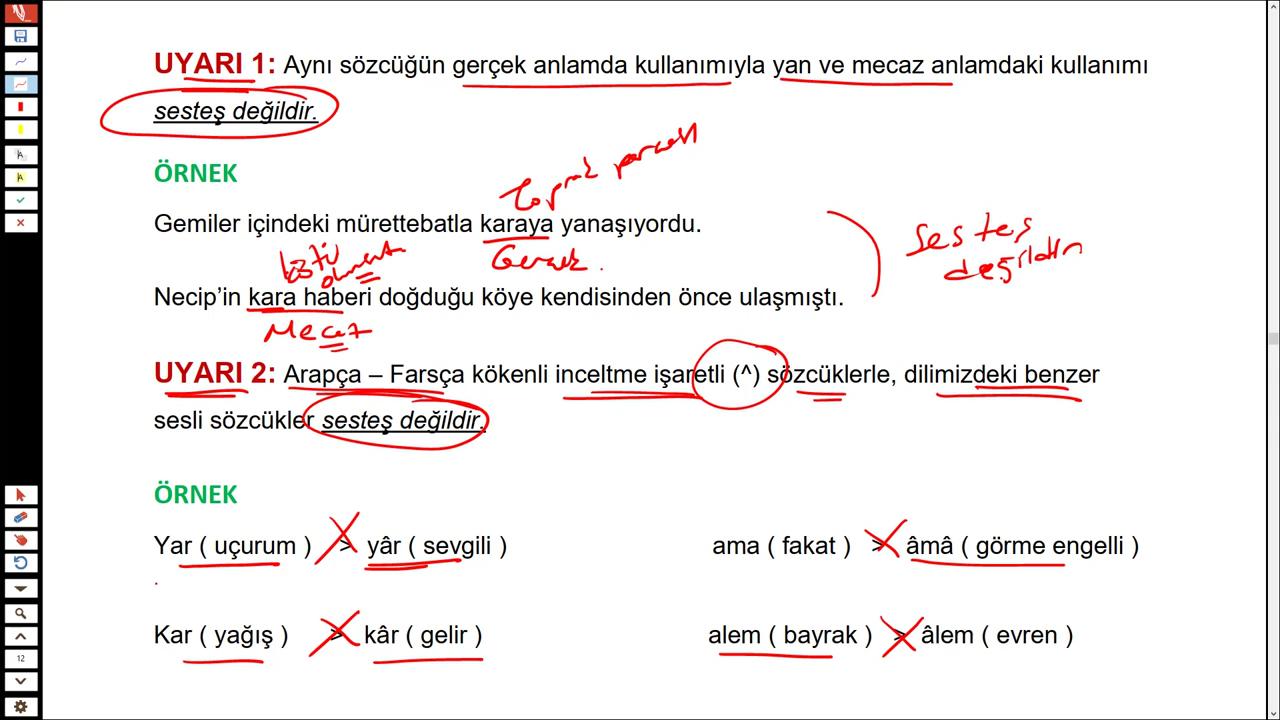 UYARI 1: Aynı sözcüğün gerçek anlamda kullanımıyla yan ve mecaz anlamdaki kullanımı
sesteş değildir.
ÖRNEK
toprak parçası
Gemiler içindeki mürettebatla karaya yanaşıyordu.
Gerçek.
sesteş
değildir
kötü
Necip’in kara haberi doğduğu köye kendisinden önce ulaşmıştı.
Mecaz
UYARI 2: Arapça – Farsça kökenli inceltme işaretli (^) sözcüklerle, dilimizdeki benzer
sesli sözcükler sesteş değildir.
ÖRNEK
Yar ( uçurum ) > yâr ( sevgili )
ama ( fakat ) > âmâ ( görme engelli )
Kar ( yağış ) > kâr ( gelir )
alem ( bayrak ) > âlem ( evren )
12